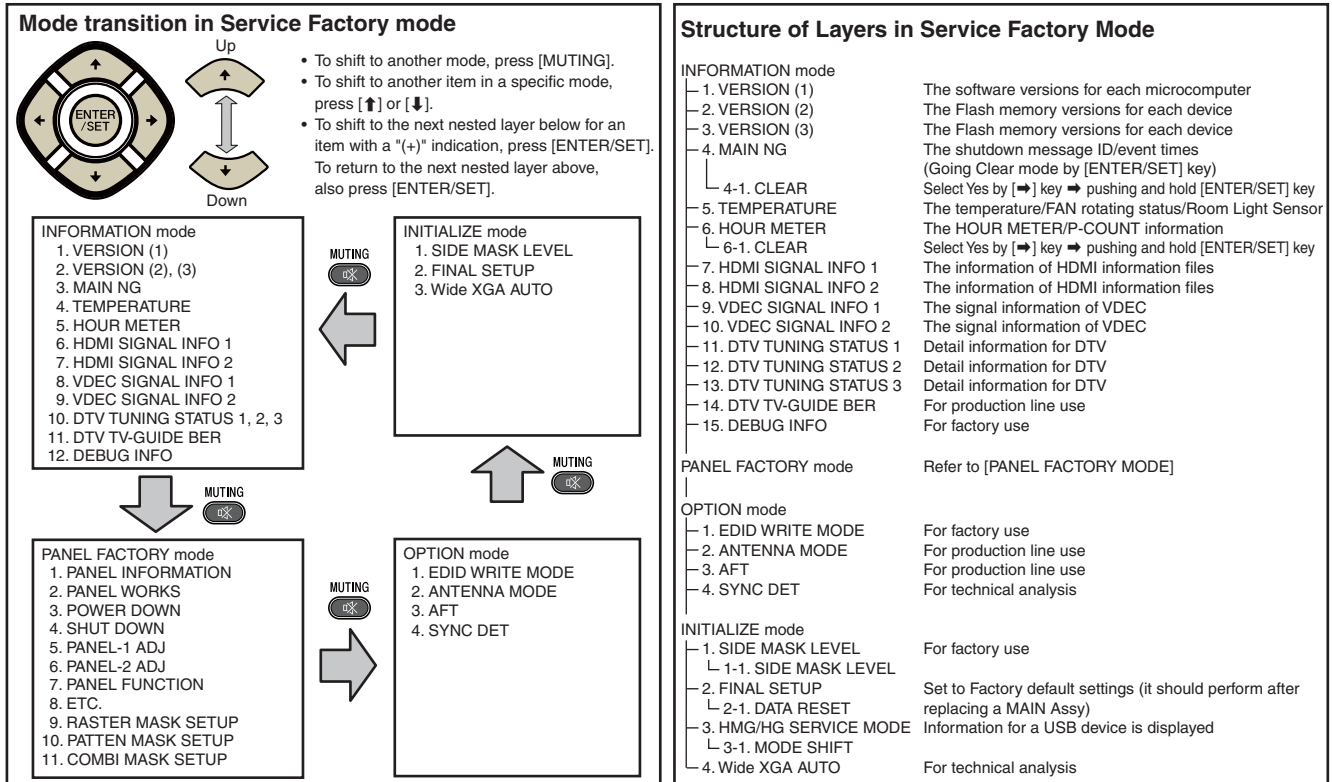 Mode transition in Service Factory mode
Up
ENTER
/SET
Down
• To shift to another mode, press [MUTING].
• To shift to another item in a specific mode,
press [⬆] or [⬇].
• To shift to the next nested layer below for an
item with a "(+)" indication, press [ENTER/SET].
To return to the next nested layer above,
also press [ENTER/SET].
INFORMATION mode
1. VERSION (1)
2. VERSION (2), (3)
3. MAIN NG
4. TEMPERATURE
5. HOUR METER
6. HDMI SIGNAL INFO 1
7. HDMI SIGNAL INFO 2
8. VDEC SIGNAL INFO 1
9. VDEC SIGNAL INFO 2
10. DTV TUNING STATUS 1, 2, 3
11. DTV TV-GUIDE BER
12. DEBUG INFO
MUTING
INITIALIZE mode
1. SIDE MASK LEVEL
2. FINAL SETUP
3. Wide XGA AUTO
MUTING
MUTING
PANEL FACTORY mode
1. PANEL INFORMATION
2. PANEL WORKS
3. POWER DOWN
4. SHUT DOWN
5. PANEL-1 ADJ
6. PANEL-2 ADJ
7. PANEL FUNCTION
8. ETC.
9. RASTER MASK SETUP
10. PATTEN MASK SETUP
11. COMBI MASK SETUP
MUTING
OPTION mode
1. EDID WRITE MODE
2. ANTENNA MODE
3. AFT
4. SYNC DET
Structure of Layers in Service Factory Mode
INFORMATION mode
1. VERSION (1) The software versions for each microcomputer
2. VERSION (2) The Flash memory versions for each device
3. VERSION (3) The Flash memory versions for each device
4. MAIN NG The shutdown message ID/event times
(Going Clear mode by [ENTER/SET] key)
4-1. CLEAR Select Yes by [➡] key ➡ pushing and hold [ENTER/SET] key
5. TEMPERATURE The temperature/FAN rotating status/Room Light Sensor
6. HOUR METER The HOUR METER/P-COUNT information
6-1. CLEAR Select Yes by [➡] key ➡ pushing and hold [ENTER/SET] key
7. HDMI SIGNAL INFO 1 The information of HDMI information files
8. HDMI SIGNAL INFO 2 The information of HDMI information files
9. VDEC SIGNAL INFO 1 The signal information of VDEC
10. VDEC SIGNAL INFO 2 The signal information of VDEC
11. DTV TUNING STATUS 1 Detail information for DTV
12. DTV TUNING STATUS 2 Detail information for DTV
13. DTV TUNING STATUS 3 Detail information for DTV
14. DTV TV-GUIDE BER For production line use
15. DEBUG INFO For factory use
PANEL FACTORY mode Refer to [PANEL FACTORY MODE]
OPTION mode
1. EDID WRITE MODE For factory use
2. ANTENNA MODE For production line use
3. AFT For production line use
4. SYNC DET For technical analysis
INITIALIZE mode
1. SIDE MASK LEVEL For factory use
1-1. SIDE MASK LEVEL
2. FINAL SETUP Set to Factory default settings (it should perform after
2-1. DATA RESET replacing a MAIN Assy)
3. HMG/HG SERVICE MODE Information for a USB device is displayed
3-1. MODE SHIFT
4. Wide XGA AUTO For technical analysis